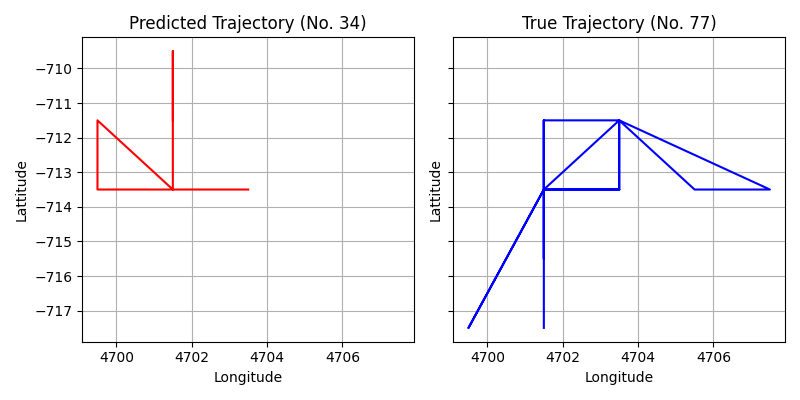 Predicted Trajectory (No. 34)
True Trajectory (No. 77)
Lattitude
−710
−711
−712
−713
−714
−715
−716
−717
4700 4702 4704 4706
Longitude
Lattitude
4700 4702 4704 4706
Longitude